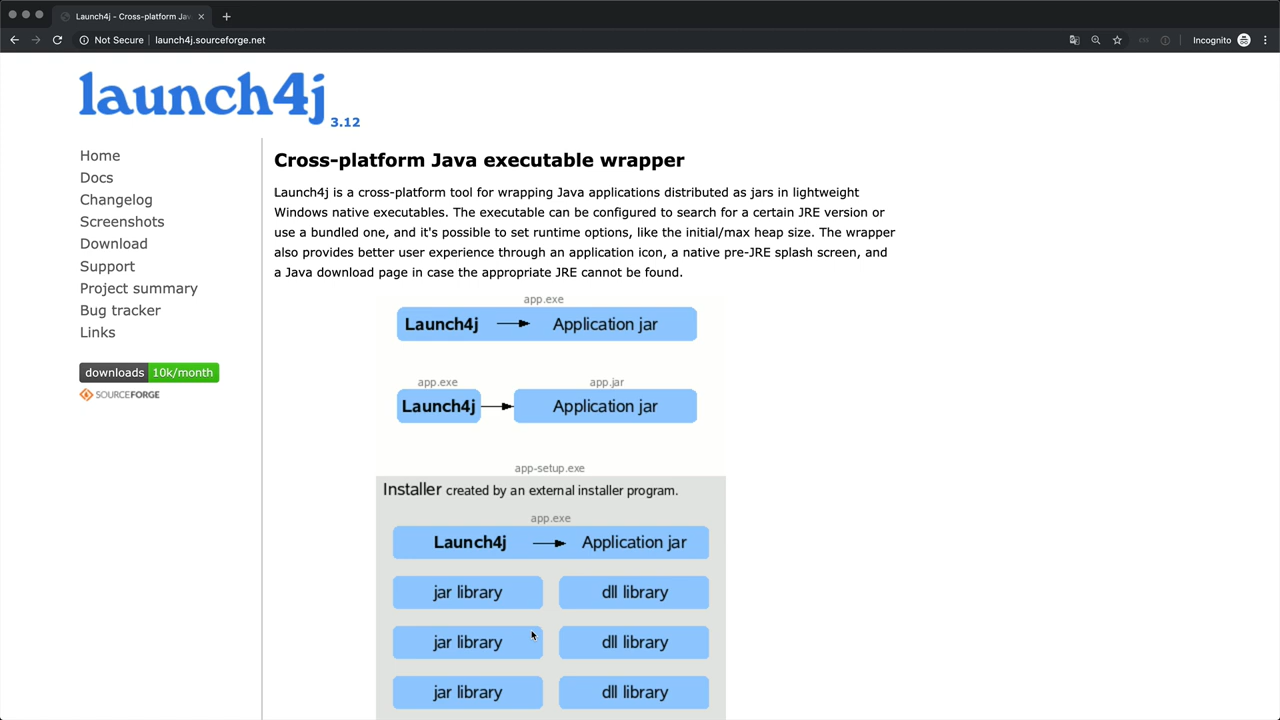 Launch4j - Cross-platform Jav
Not Secure
launch4j.sourceforge.net
Incognito
launch4j 3.12
Home
Docs
Changelog
Screenshots
Download
Support
Project summary
Bug tracker
Links
downloads 10k/month
SOURCEFORGE
Cross-platform Java executable wrapper
Launch4j is a cross-platform tool for wrapping Java applications distributed as jars in lightweight
Windows native executables. The executable can be configured to search for a certain JRE version or
use a bundled one, and it's possible to set runtime options, like the initial/max heap size. The wrapper
also provides better user experience through an application icon, a native pre-JRE splash screen, and
a Java download page in case the appropriate JRE cannot be found.
app.exe
Launch4j Application jar
app.exe app.jar
Launch4j Application jar
app-setup.exe
Installer created by an external installer program.
app.exe
Launch4j Application jar
jar library dll library
jar library dll library
jar library dll library